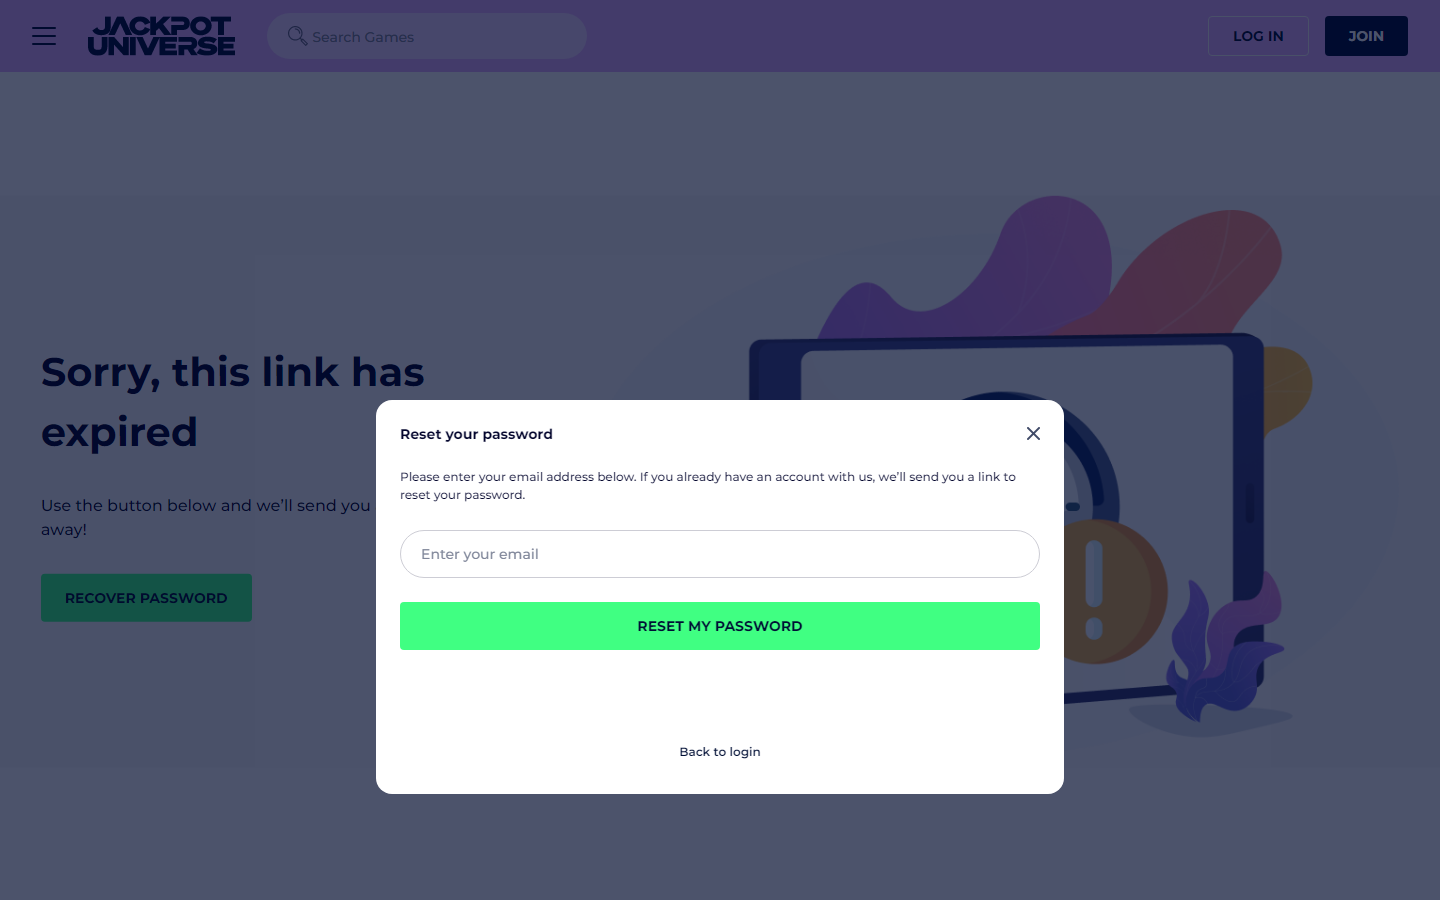 JACKPOT
UNIVERSE
Search Games
LOG IN
JOIN
Sorry, this link has
expired
Use the button below and we'll send you
away!
RECOVER PASSWORD
Reset your password
Please enter your email address below. If you already have an account with us, we'll send you a link to
reset your password.
Enter your email
RESET MY PASSWORD
Back to login